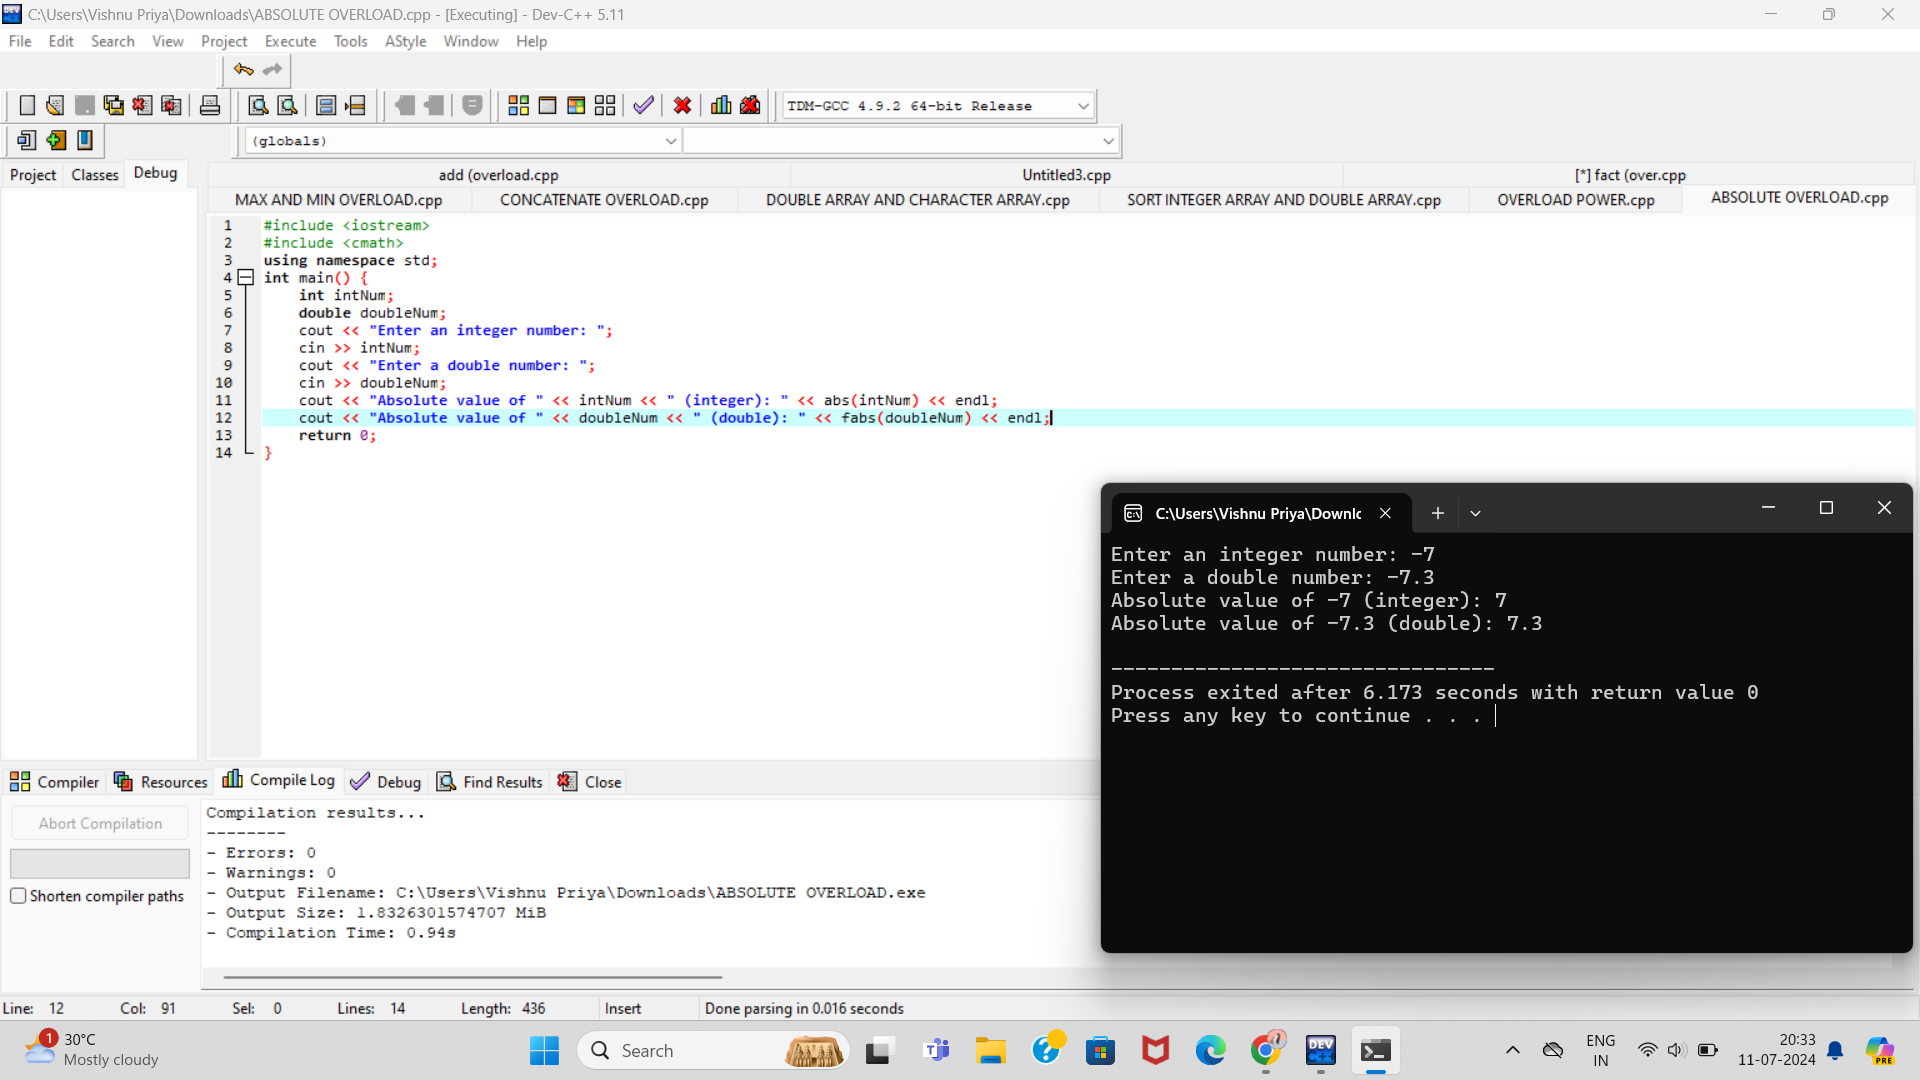 C:\Users\Vishnu Priya\Downloads\ABSOLUTE OVERLOAD.cpp - [Executing] - Dev-C++ 5.11
File Edit Search View Project Execute Tools AStyle Window Help
TDM-GCC 4.9.2 64-bit Release
(globals)
Project Classes Debug
add (overload.cpp Untitled3.cpp [*] fact (over.cpp
MAX AND MIN OVERLOAD.cpp CONCATENATE OVERLOAD.cpp DOUBLE ARRAY AND CHARACTER ARRAY.cpp SORT INTEGER ARRAY AND DOUBLE ARRAY.cpp OVERLOAD POWER.cpp ABSOLUTE OVERLOAD.cpp
1 #include <iostream>
2 #include <cmath>
3 using namespace std;
4 int main() {
5 int intNum;
6 double doubleNum;
7 cout << "Enter an integer number: ";
8 cin >> intNum;
9 cout << "Enter a double number: ";
10 cin >> doubleNum;
11 cout << "Absolute value of " << intNum << " (integer): " << abs(intNum) << endl;
12 cout << "Absolute value of " << doubleNum << " (double): " << fabs(doubleNum) << endl;
13 return 0;
14 }
C:\Users\Vishnu Priya\Downlc
Enter an integer number: -7
Enter a double number: -7.3
Absolute value of -7 (integer): 7
Absolute value of -7.3 (double): 7.3
--------------------------------
Process exited after 6.173 seconds with return value 0
Press any key to continue . . .
Compiler Resources Compile Log Debug Find Results Close
Abort Compilation
Shorten compiler paths
Compilation results...
--------
- Errors: 0
- Warnings: 0
- Output Filename: C:\Users\Vishnu Priya\Downloads\ABSOLUTE OVERLOAD.exe
- Output Size: 1.8326301574707 MiB
- Compilation Time: 0.94s
Line: 12 Col: 91 Sel: 0 Lines: 14 Length: 436 Insert Done parsing in 0.016 seconds
1
30°C
Mostly cloudy
Search
DEV
PRE
ENG
IN
20:33
11-07-2024